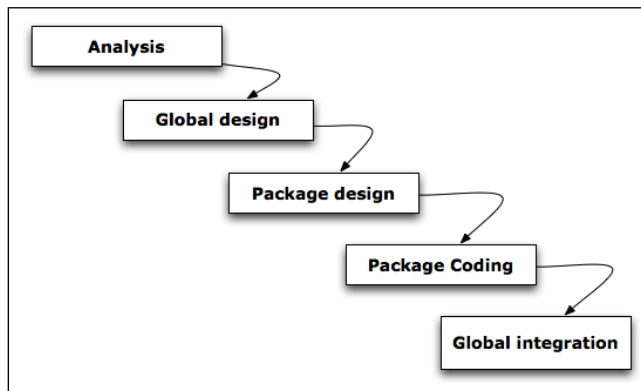 Analysis
Global design
Package design
Package Coding
Global integration